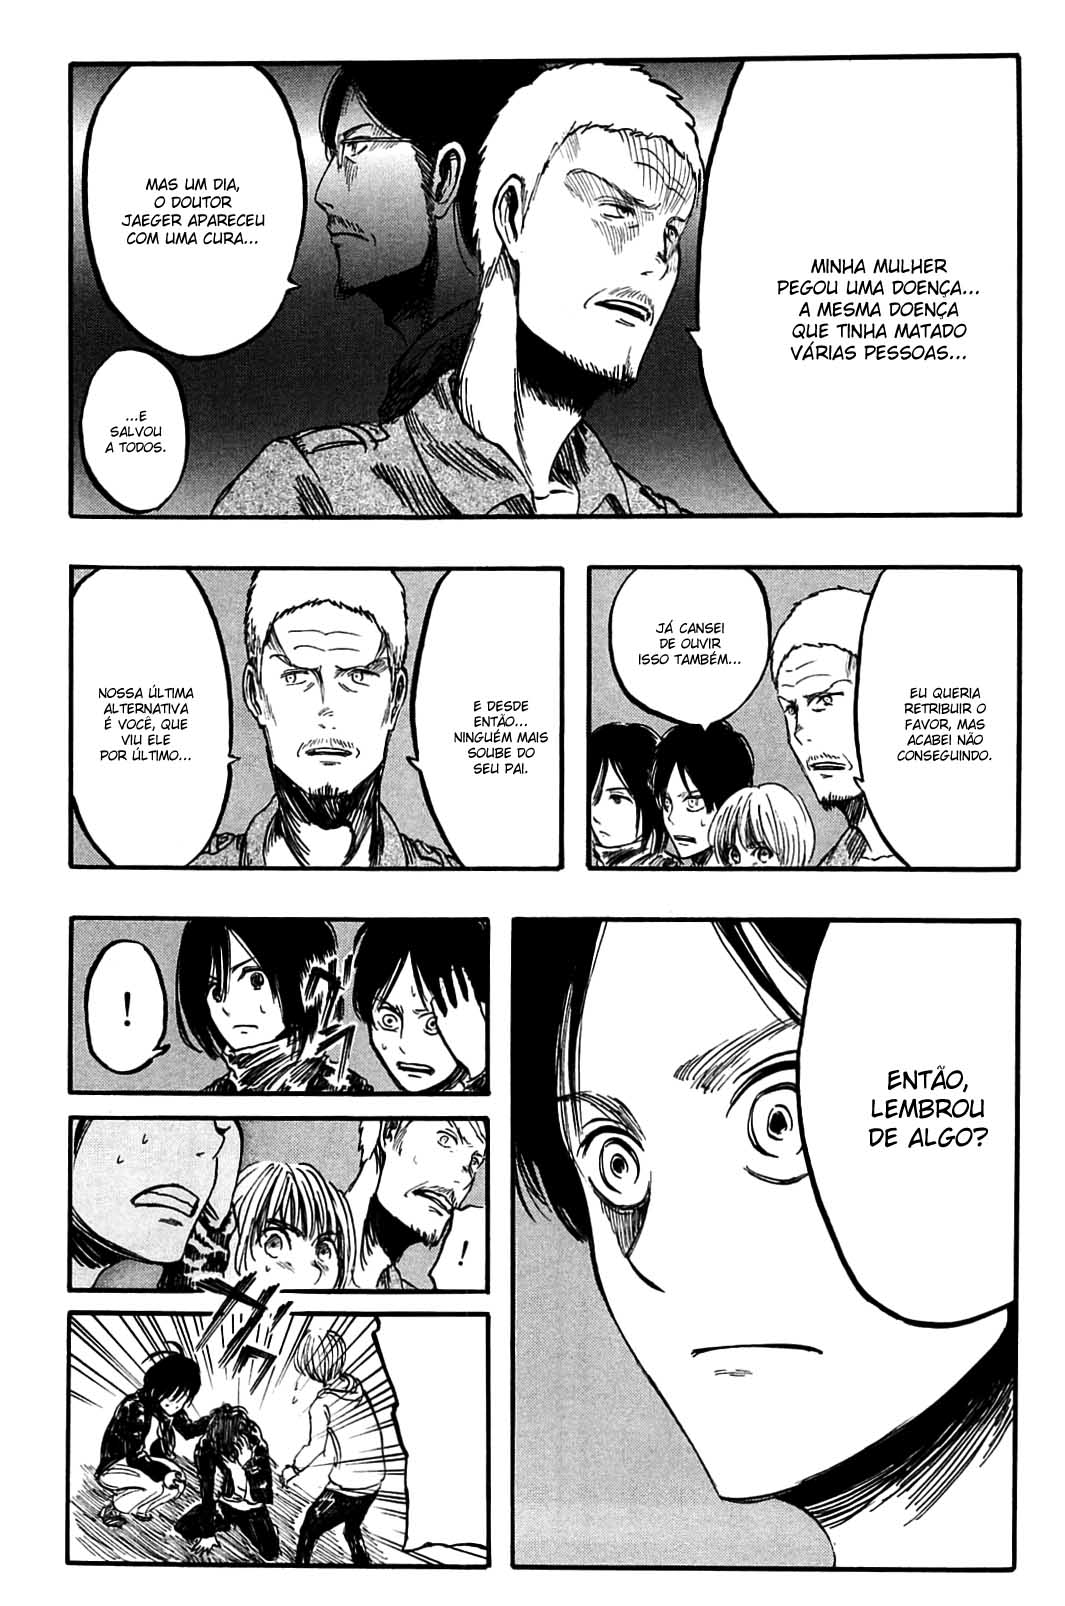 MINHA MULHER
PEGOU UMA DOENÇA...
A MESMA DOENÇA
QUE TINHA MATADO
VÁRIAS PESSOAS...
MAS UM DIA,
O DOUTOR
JAEGER APARECEU
COM UMA CURA...
...E
SALVOU
A TODOS.
EU QUERIA
RETRIBUIR O
FAVOR, MAS
ACABEI NÃO
CONSEGUINDO.
JÁ CANSEI
DE OUVIR
ISSO TAMBÉM...
E DESDE
ENTÃO...
NINGUÉM MAIS
SOUBE DO
SEU PAI.
NOSSA ÚLTIMA
ALTERNATIVA
É VOCÊ, QUE
VIU ELE
POR ÚLTIMO...
ENTÃO,
LEMBROU
DE ALGO?
!
!